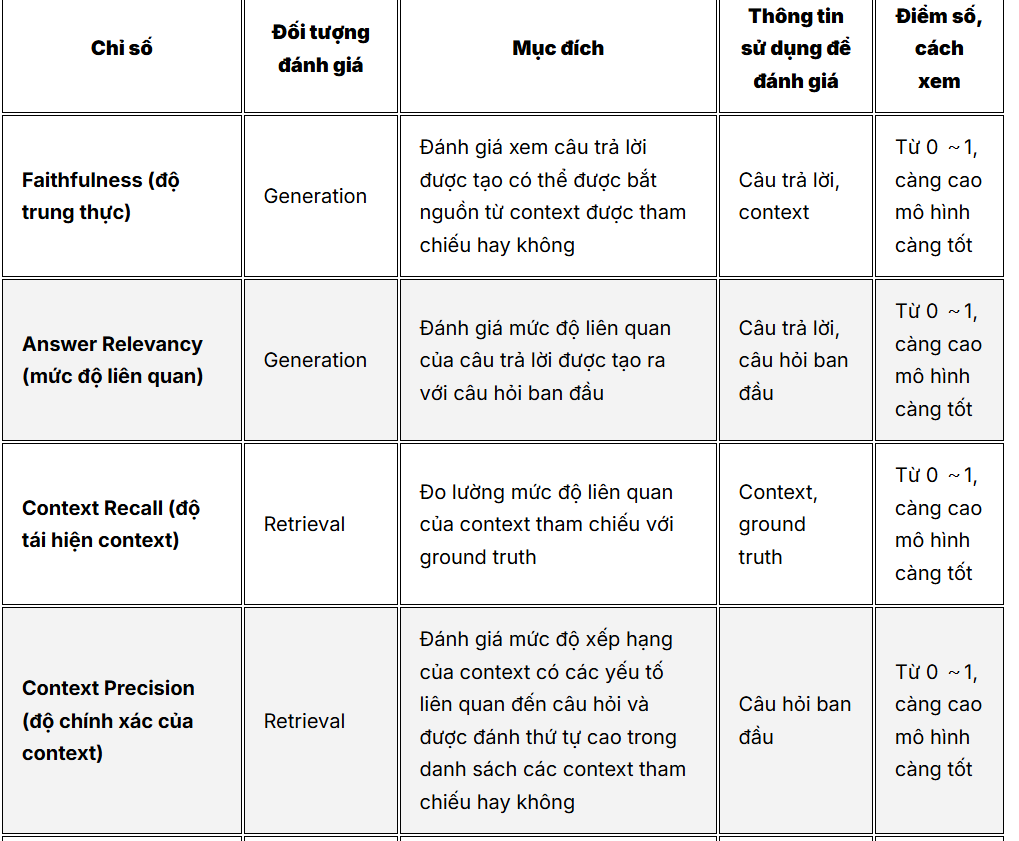 Chỉ số
Đối tượng
đánh giá
Mục đích
Thông tin
sử dụng để
đánh giá
Điểm số,
cách
xem
Faithfulness (độ
trung thực)
Generation
Đánh giá xem câu trả lời
được tạo có thể được bắt
nguồn từ context được tham
chiếu hay không
Câu trả lời,
context
Từ 0 ~1,
càng cao
mô hình
càng tốt
Answer Relevancy
(mức độ liên quan)
Generation
Đánh giá mức độ liên quan
của câu trả lời được tạo ra
với câu hỏi ban đầu
Câu trả lời,
câu hỏi ban
đầu
Từ 0 ~1,
càng cao
mô hình
càng tốt
Context Recall (độ
tái hiện context)
Retrieval
Đo lường mức độ liên quan
của context tham chiếu với
ground truth
Context,
ground
truth
Từ 0 ~1,
càng cao
mô hình
càng tốt
Context Precision
(độ chính xác của
context)
Retrieval
Đánh giá mức độ xếp hạng
của context có các yếu tố
liên quan đến câu hỏi và
được đánh thứ tự cao trong
danh sách các context tham
chiếu hay không
Câu hỏi ban
đầu
Từ 0 ~1,
càng cao
mô hình
càng tốt